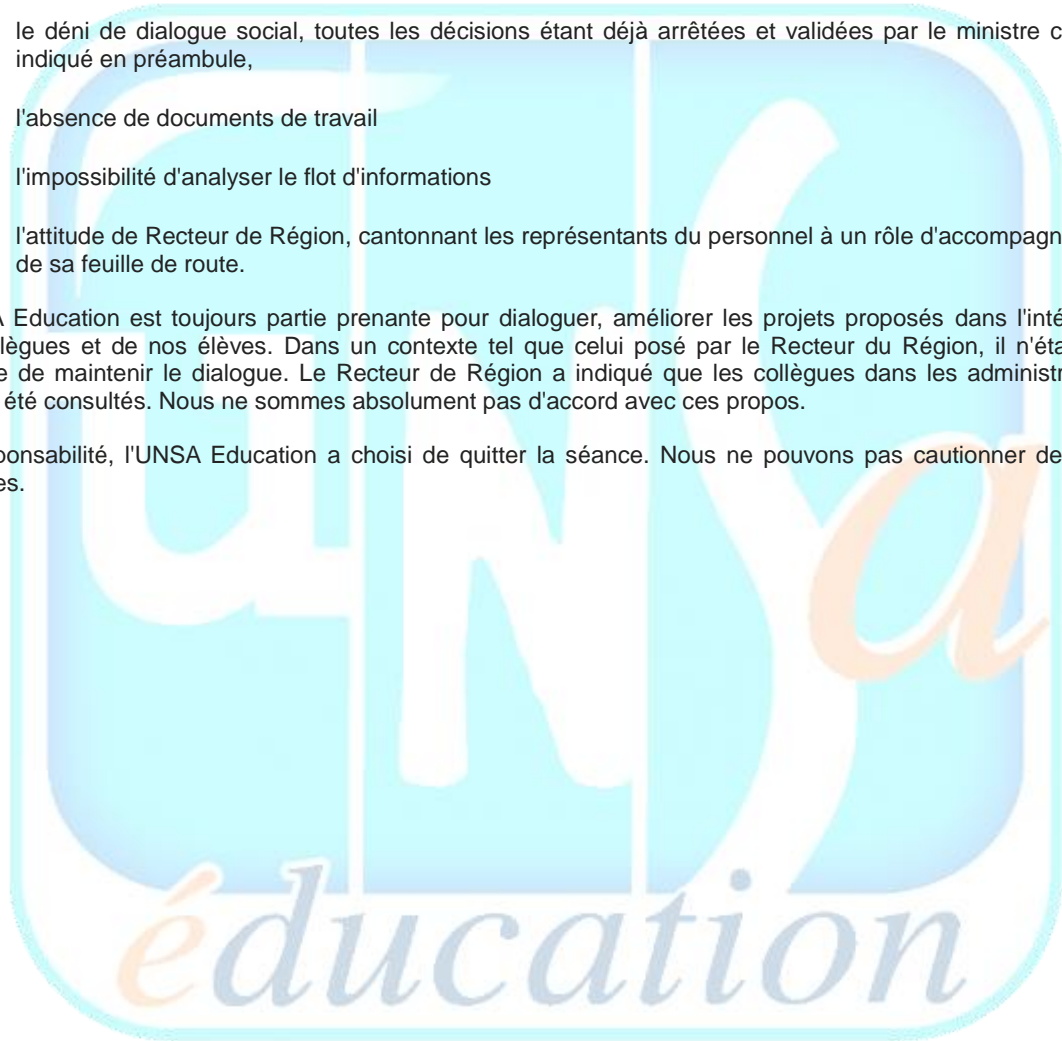 le déni de dialogue social, toutes les décisions étant déjà arrêtées et validées par le ministre c
indiqué en préambule,
l'absence de documents de travail
l'impossibilité d'analyser le flot d'informations
l'attitude de Recteur de Région, cantonnant les représentants du personnel à un rôle d'accompagn
de sa feuille de route.
A Education est toujours partie prenante pour dialoguer, améliorer les projets proposés dans l'inté
lègues et de nos élèves. Dans un contexte tel que celui posé par le Recteur du Région, il n'éta
e de maintenir le dialogue. Le Recteur de Région a indiqué que les collègues dans les administr
été consultés. Nous ne sommes absolument pas d'accord avec ces propos.
onsabilité, l'UNSA Education a choisi de quitter la séance. Nous ne pouvons pas cautionner de
es.
UNSa
éducation